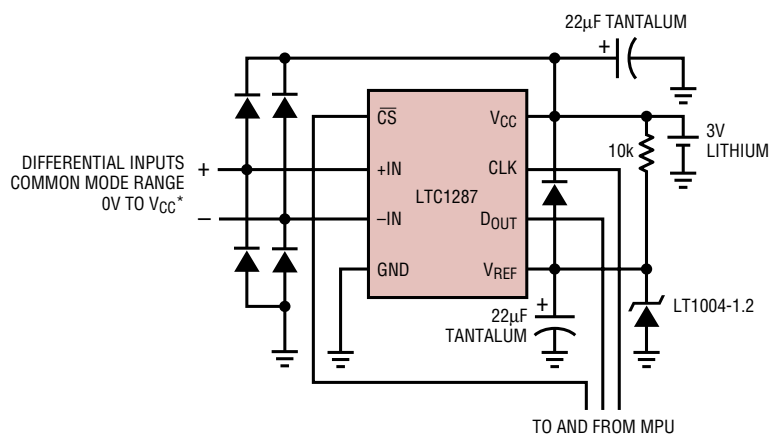 22μF TANTALUM
+
CS
VCC
10k
3V
LITHIUM
DIFFERENTIAL INPUTS
COMMON MODE RANGE
0V TO VCC*
+
+IN
CLK
LTC1287
–
–IN
DOUT
GND
VREF
+
22μF
TANTALUM
LT1004-1.2
TO AND FROM MPU